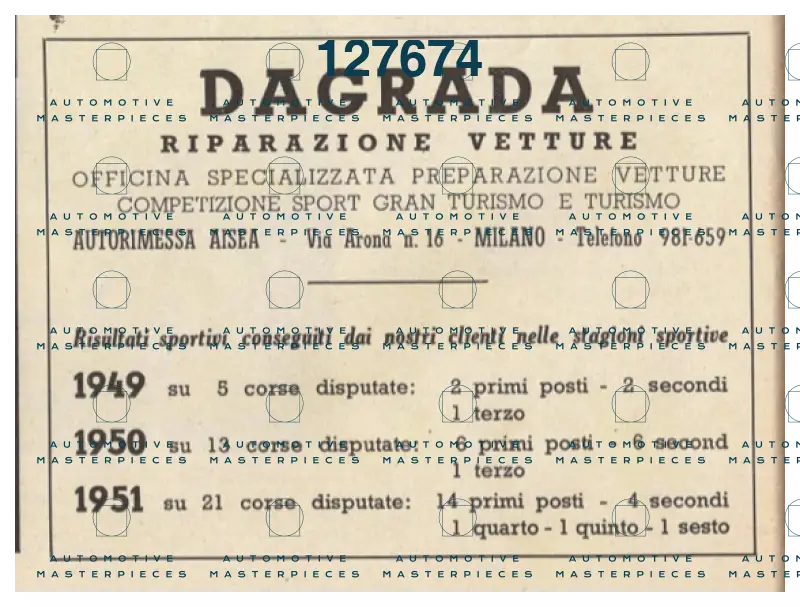 127674
DAGRADA
RIPARAZIONE VETTURE
OFFICINA SPECIALIZZATA PREPARAZIONE VETTURE
COMPETIZIONE SPORT GRAN TURISMO E TURISMO
AUTORIMESSA AISEA - Via Arona n. 16 - MILANO - Telefono 981-659
Risultati sportivi conseguiti dai nostri clienti nelle stagioni sportive
1949 su 5 corse disputate: 2 primi posti - 2 secondi
1 terzo
1950 su 13 corse disputate: 6 primi posti - 6 second
1 terzo
1951 su 21 corse disputate: 14 primi posti - 4 secondi
1 quarto - 1 quinto - 1 sesto
AUTOMOTIVE MASTERPIECES